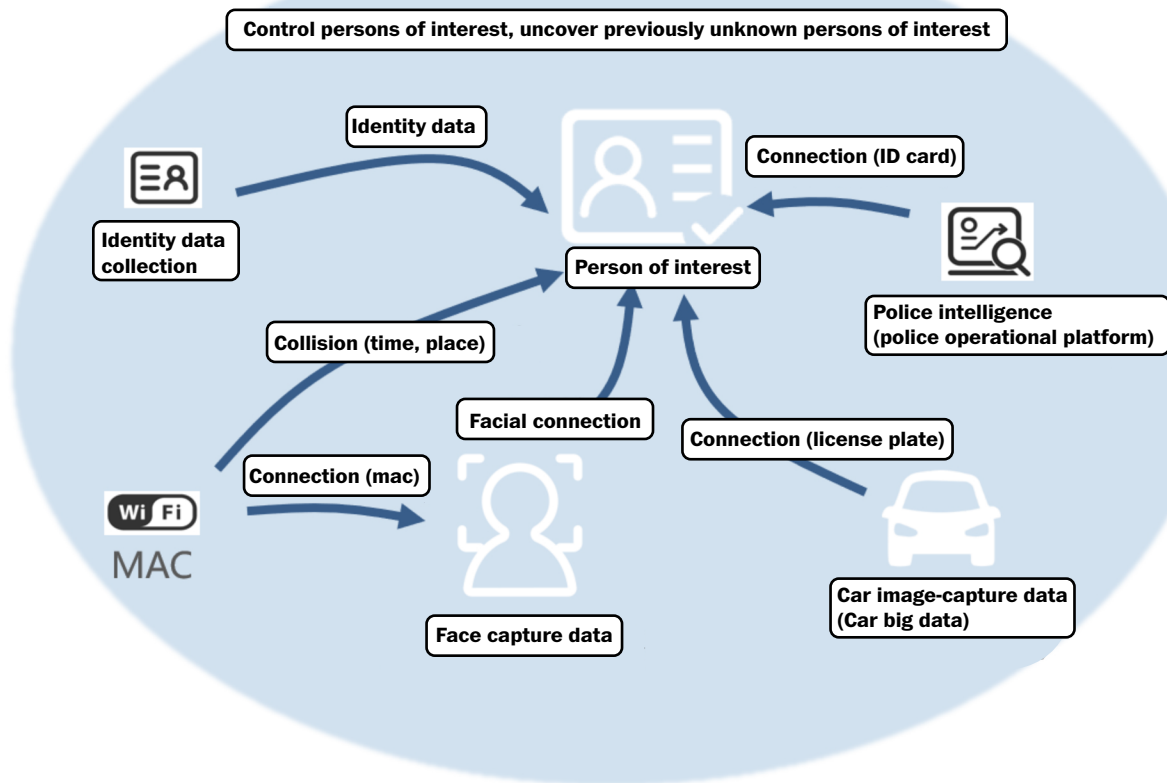 Control persons of interest, uncover previously unknown persons of interest
Identity data
Connection (ID card)
Identity data
collection
Person of interest
Police intelligence
(police operational platform)
Collision (time, place)
Facial connection
Connection (license plate)
Connection (mac)
Wi Fi
MAC
Car image-capture data
(Car big data)
Face capture data